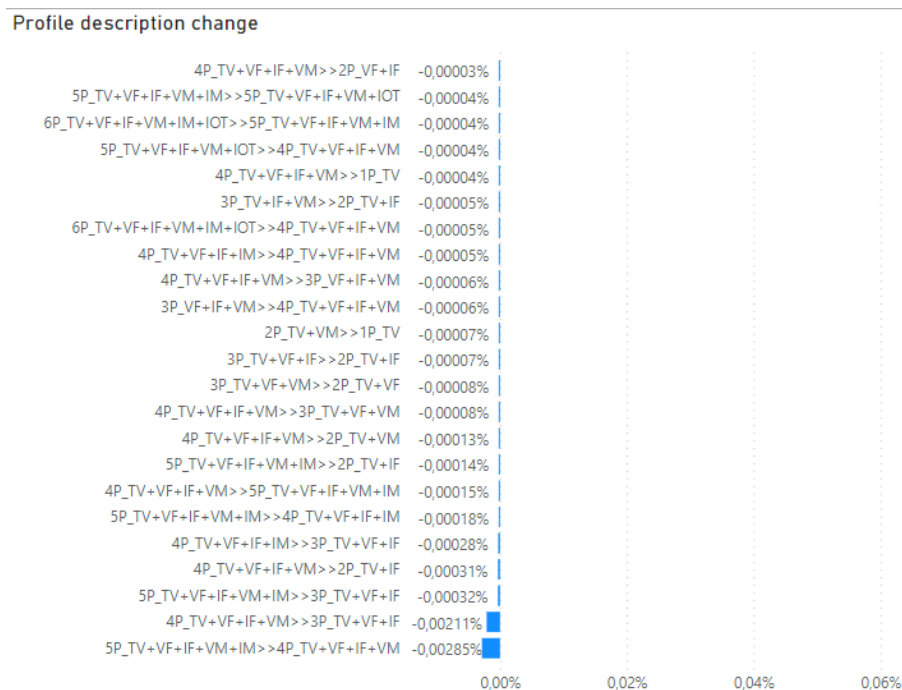 Profile description change
4P_TV+VF+IF+VM>>2P_VF+IF -0,00003%
5P_TV+VF+IF+VM+IM>>5P_TV+VF+IF+VM+IOT -0,00004%
6P_TV+VF+IF+VM+IM+IOT>>5P_TV+VF+IF+VM+IM -0,00004%
5P_TV+VF+IF+VM+IOT>>4P_TV+VF+IF+VM -0,00004%
4P_TV+VF+IF+VM>>1P_TV -0,00004%
3P_TV+IF+VM>>2P_TV+IF -0,00005%
6P_TV+VF+IF+VM+IM+IOT>>4P_TV+VF+IF+VM -0,00005%
4P_TV+VF+IF+IM>>4P_TV+VF+IF+VM -0,00005%
4P_TV+VF+IF+VM>>3P_VF+IF+VM -0,00006%
3P_VF+IF+VM>>4P_TV+VF+IF+VM -0,00006%
2P_TV+VM>>1P_TV -0,00007%
3P_TV+VF+IF>>2P_TV+IF -0,00007%
3P_TV+VF+VM>>2P_TV+VF -0,00008%
4P_TV+VF+IF+VM>>3P_TV+VF+VM -0,00008%
4P_TV+VF+IF+VM>>2P_TV+VM -0,00013%
5P_TV+VF+IF+VM+IM>>2P_TV+IF -0,00014%
4P_TV+VF+IF+VM>>5P_TV+VF+IF+VM+IM -0,00015%
5P_TV+VF+IF+VM+IM>>4P_TV+VF+IF+IM -0,00018%
4P_TV+VF+IF+IM>>3P_TV+VF+IF -0,00028%
4P_TV+VF+IF+VM>>2P_TV+IF -0,00031%
5P_TV+VF+IF+VM+IM>>3P_TV+VF+IF -0,00032%
4P_TV+VF+IF+VM>>3P_TV+VF+IF -0,00211%
5P_TV+VF+IF+VM+IM>>4P_TV+VF+IF+VM -0,00285%
0,00% 0,02% 0,04% 0,06%